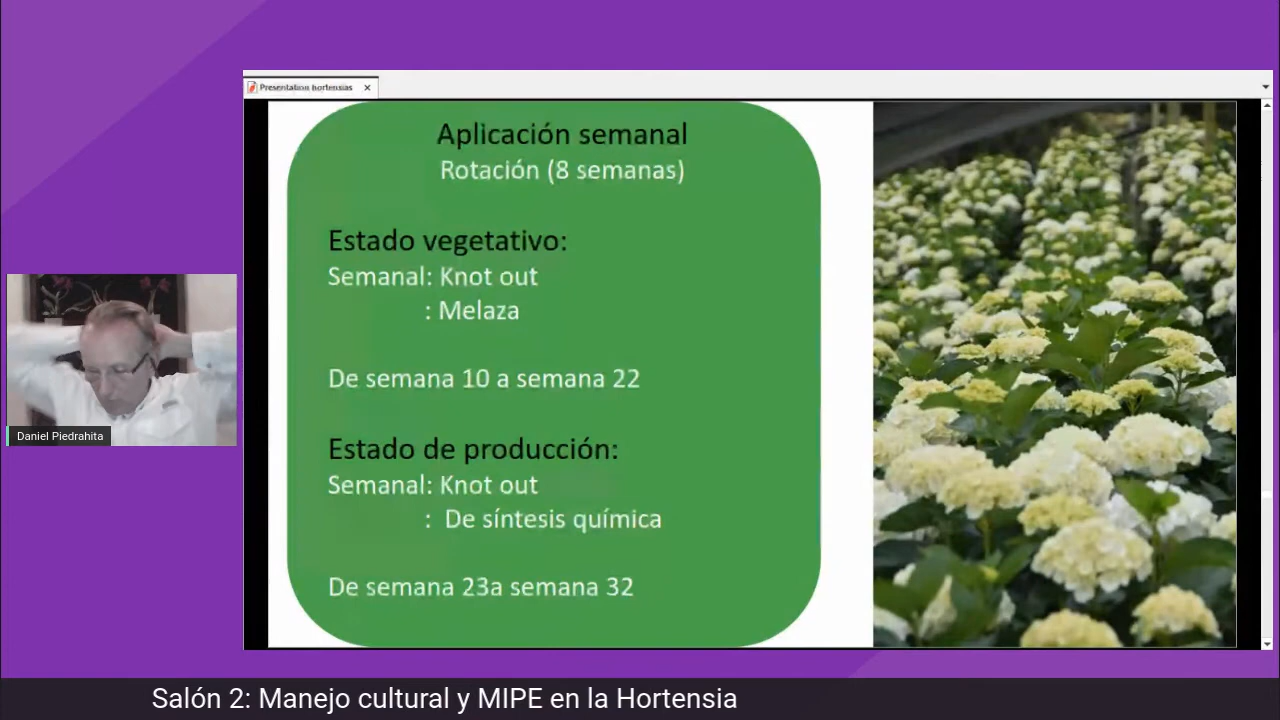 Presentation hortensias
Aplicación semanal
Rotación (8 semanas)
Estado vegetativo:
Semanal: Knot out
: Melaza
De semana 10 a semana 22
Estado de producción:
Semanal: Knot out
: De síntesis química
De semana 23a semana 32
Daniel Piedrahita
Salón 2: Manejo cultural y MIPE en la Hortensia